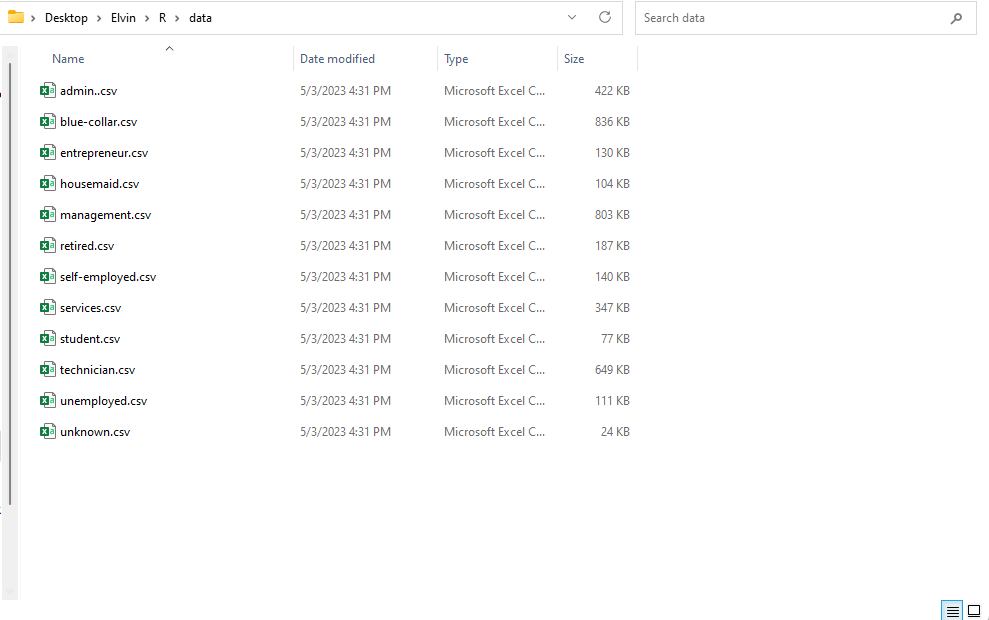 Desktop > Elvin > R > data
Search data
Name Date modified Type Size
admin..csv 5/3/2023 4:31 PM Microsoft Excel C... 422 KB
blue-collar.csv 5/3/2023 4:31 PM Microsoft Excel C... 836 KB
entrepreneur.csv 5/3/2023 4:31 PM Microsoft Excel C... 130 KB
housemaid.csv 5/3/2023 4:31 PM Microsoft Excel C... 104 KB
management.csv 5/3/2023 4:31 PM Microsoft Excel C... 803 KB
retired.csv 5/3/2023 4:31 PM Microsoft Excel C... 187 KB
self-employed.csv 5/3/2023 4:31 PM Microsoft Excel C... 140 KB
services.csv 5/3/2023 4:31 PM Microsoft Excel C... 347 KB
student.csv 5/3/2023 4:31 PM Microsoft Excel C... 77 KB
technician.csv 5/3/2023 4:31 PM Microsoft Excel C... 649 KB
unemployed.csv 5/3/2023 4:31 PM Microsoft Excel C... 111 KB
unknown.csv 5/3/2023 4:31 PM Microsoft Excel C... 24 KB